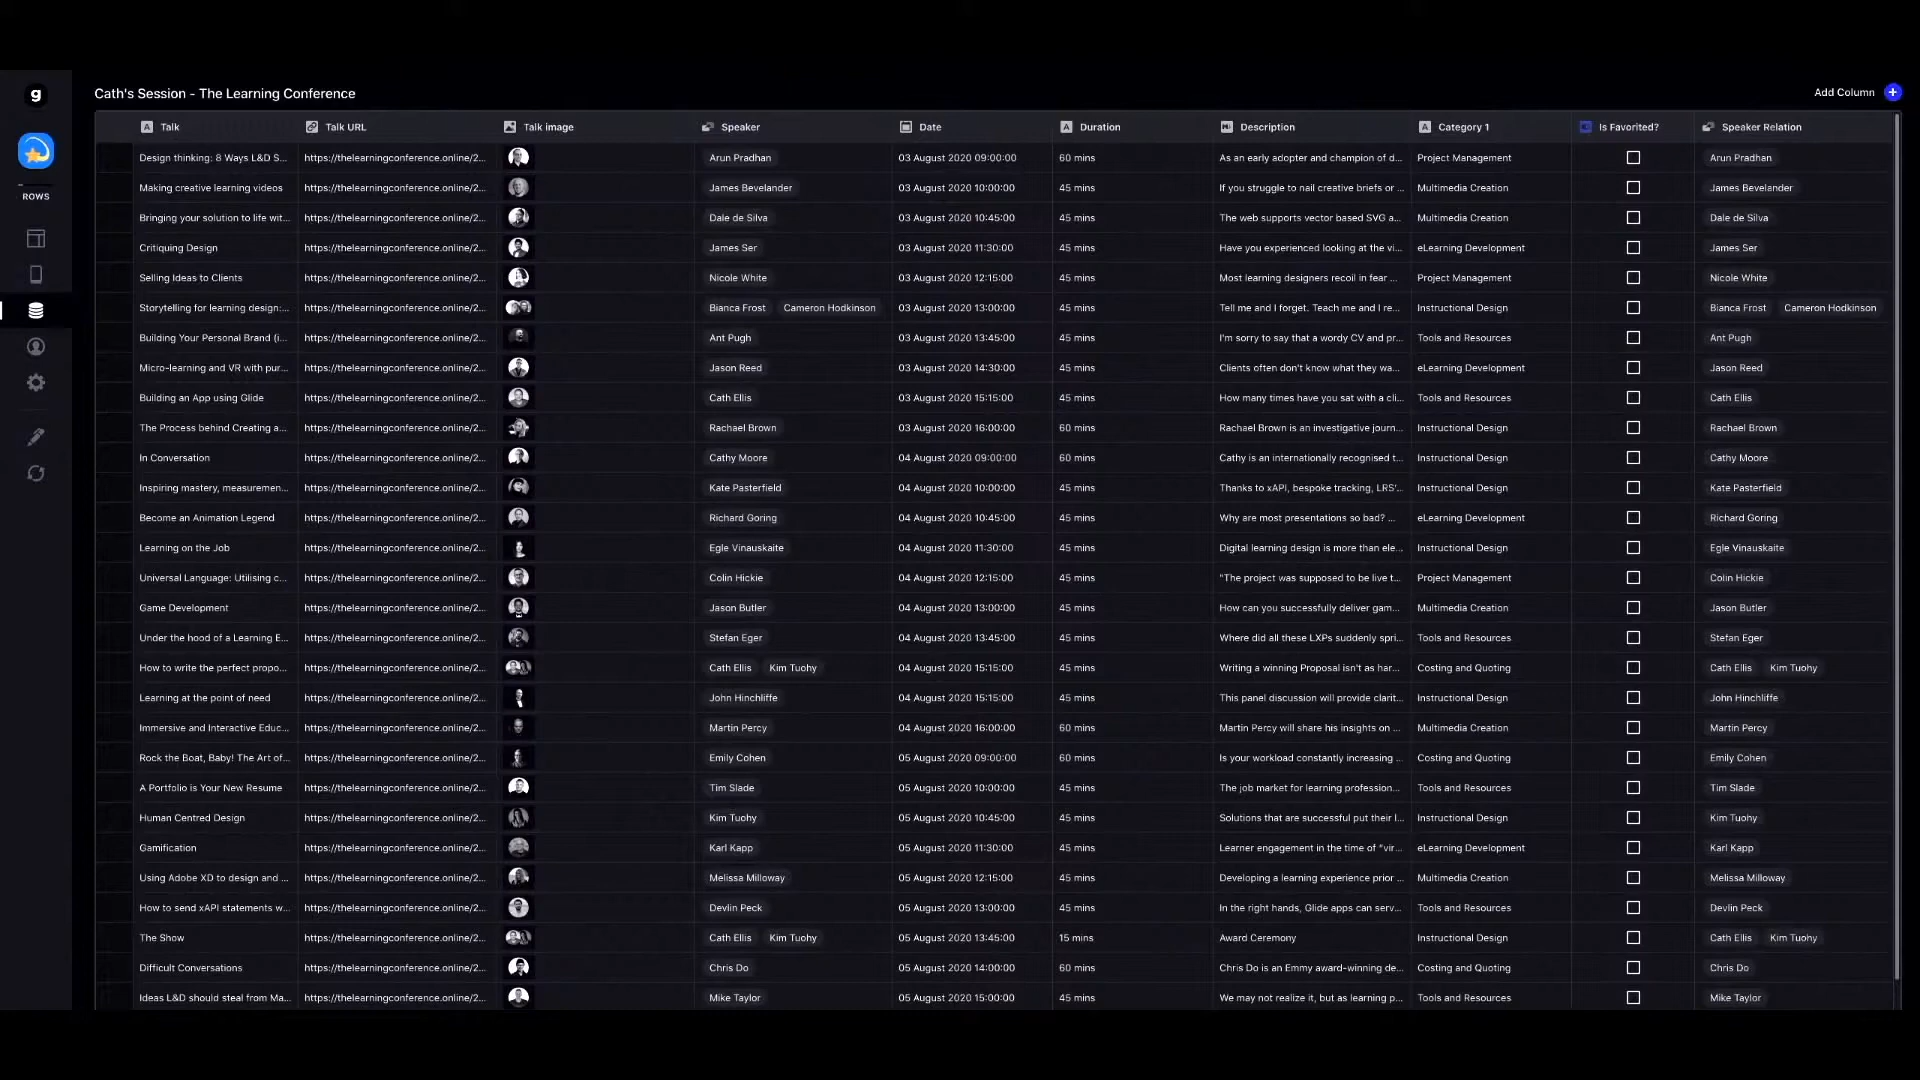 g
Cath's Session - The Learning Conference
Add Column
ROWS
Talk Talk URL Talk image Speaker Date Duration Description Category 1 Is Favorited? Speaker Relation
Design thinking: 8 Ways L&D S... https://thelearningconference.online/2... Arun Pradhan 03 August 2020 09:00:00 60 mins As an early adopter and champion of d... Project Management Arun Pradhan
Making creative learning videos https://thelearningconference.online/2... James Bevelander 03 August 2020 10:00:00 45 mins If you struggle to nail creative briefs or ... Multimedia Creation James Bevelander
Bringing your solution to life wit... https://thelearningconference.online/2... Dale de Silva 03 August 2020 10:45:00 45 mins The web supports vector based SVG a... Multimedia Creation Dale de Silva
Critiquing Design https://thelearningconference.online/2... James Ser 03 August 2020 11:30:00 45 mins Have you experienced looking at the vi... eLearning Development James Ser
Selling Ideas to Clients https://thelearningconference.online/2... Nicole White 03 August 2020 12:15:00 45 mins Most learning designers recoil in fear ... Project Management Nicole White
Storytelling for learning design:... https://thelearningconference.online/2... Bianca Frost Cameron Hodkinson 03 August 2020 13:00:00 45 mins Tell me and I forget. Teach me and I re... Instructional Design Bianca Frost Cameron Hodkinson
Building Your Personal Brand (i... https://thelearningconference.online/2... Ant Pugh 03 August 2020 13:45:00 45 mins I'm sorry to say that a wordy CV and pr... Tools and Resources Ant Pugh
Micro-learning and VR with pur... https://thelearningconference.online/2... Jason Reed 03 August 2020 14:30:00 45 mins Clients often don't know what they wa... eLearning Development Jason Reed
Building an App using Glide https://thelearningconference.online/2... Cath Ellis 03 August 2020 15:15:00 45 mins How many times have you sat with a cli... Tools and Resources Cath Ellis
The Process behind Creating a... https://thelearningconference.online/2... Rachael Brown 03 August 2020 16:00:00 60 mins Rachael Brown is an investigative journ... Instructional Design Rachael Brown
In Conversation https://thelearningconference.online/2... Cathy Moore 04 August 2020 09:00:00 60 mins Cathy is an internationally recognised t... Instructional Design Cathy Moore
Inspiring mastery, measuremen... https://thelearningconference.online/2... Kate Pasterfield 04 August 2020 10:00:00 45 mins Thanks to xAPI, bespoke tracking, LRS'... Instructional Design Kate Pasterfield
Become an Animation Legend https://thelearningconference.online/2... Richard Goring 04 August 2020 10:45:00 45 mins Why are most presentations so bad? ... eLearning Development Richard Goring
Learning on the Job https://thelearningconference.online/2... Egle Vinauskaite 04 August 2020 11:30:00 45 mins Digital learning design is more than ele... Instructional Design Egle Vinauskaite
Universal Language: Utilising c... https://thelearningconference.online/2... Colin Hickie 04 August 2020 12:15:00 45 mins "The project was supposed to be live t... Project Management Colin Hickie
Game Development https://thelearningconference.online/2... Jason Butler 04 August 2020 13:00:00 45 mins How can you successfully deliver gam... Multimedia Creation Jason Butler
Under the hood of a Learning E... https://thelearningconference.online/2... Stefan Eger 04 August 2020 13:45:00 45 mins Where did all these LXPs suddenly spri... Tools and Resources Stefan Eger
How to write the perfect propo... https://thelearningconference.online/2... Cath Ellis Kim Tuohy 04 August 2020 15:15:00 45 mins Writing a winning Proposal isn't as har... Costing and Quoting Cath Ellis Kim Tuohy
Learning at the point of need https://thelearningconference.online/2... John Hinchliffe 04 August 2020 15:15:00 45 mins This panel discussion will provide clarit... Instructional Design John Hinchliffe
Immersive and Interactive Educ... https://thelearningconference.online/2... Martin Percy 04 August 2020 16:00:00 60 mins Martin Percy will share his insights on ... Multimedia Creation Martin Percy
Rock the Boat, Baby! The Art of... https://thelearningconference.online/2... Emily Cohen 05 August 2020 09:00:00 60 mins Is your workload constantly increasing ... Costing and Quoting Emily Cohen
A Portfolio is Your New Resume https://thelearningconference.online/2... Tim Slade 05 August 2020 10:00:00 45 mins The job market for learning profession... Tools and Resources Tim Slade
Human Centred Design https://thelearningconference.online/2... Kim Tuohy 05 August 2020 10:45:00 45 mins Solutions that are successful put their l... Instructional Design Kim Tuohy
Gamification https://thelearningconference.online/2... Karl Kapp 05 August 2020 11:30:00 45 mins Learner engagement in the time of "vir... eLearning Development Karl Kapp
Using Adobe XD to design and ... https://thelearningconference.online/2... Melissa Milloway 05 August 2020 12:15:00 45 mins Developing a learning experience prior ... Multimedia Creation Melissa Milloway
How to send xAPI statements w... https://thelearningconference.online/2... Devlin Peck 05 August 2020 13:00:00 45 mins In the right hands, Glide apps can serv... Tools and Resources Devlin Peck
The Show https://thelearningconference.online/2... Cath Ellis Kim Tuohy 05 August 2020 13:45:00 15 mins Award Ceremony Instructional Design Cath Ellis Kim Tuohy
Difficult Conversations https://thelearningconference.online/2... Chris Do 05 August 2020 14:00:00 60 mins Chris Do is an Emmy award-winning de... Costing and Quoting Chris Do
Ideas L&D should steal from Ma... https://thelearningconference.online/2... Mike Taylor 05 August 2020 15:00:00 45 mins We may not realize it, but as learning p... Tools and Resources Mike Taylor